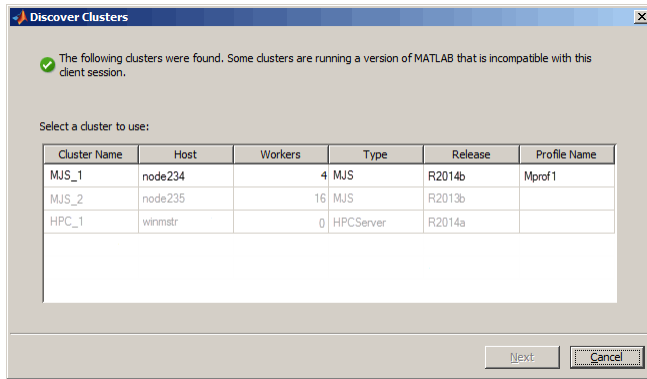 Discover Clusters
The following clusters were found. Some clusters are running a version of MATLAB that is incompatible with this
client session.
Select a cluster to use:
Cluster Name Host Workers Type Release Profile Name
MJS_1 node234 4 MJS R2014b Mprof1
MJS_2 node235 16 MJS R2013b
HPC_1 winmstr 0 HPCServer R2014a
Next Cancel